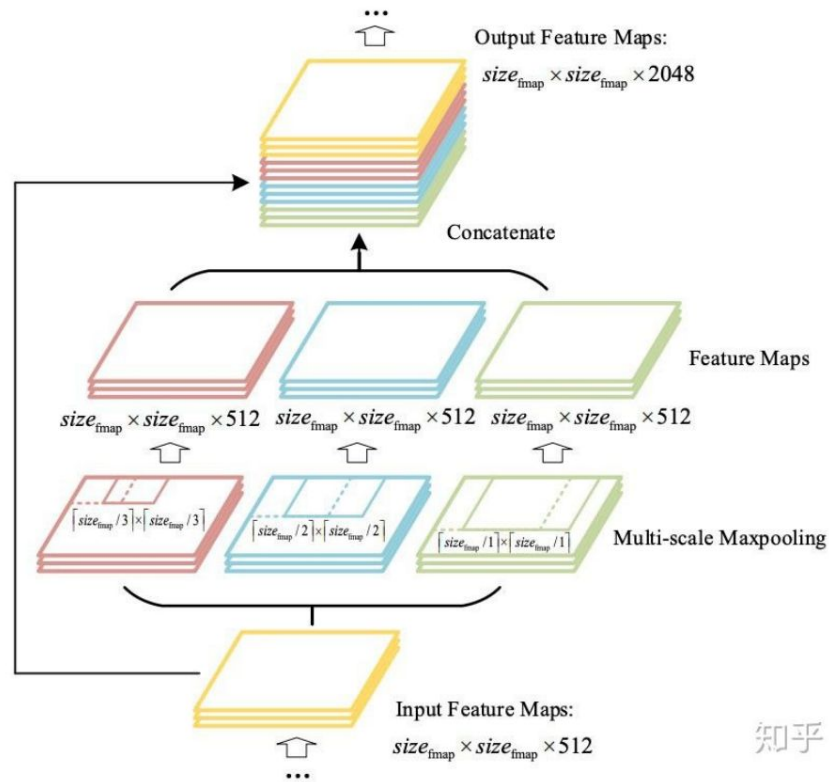 ...
Output Feature Maps:
size_fmap × size_fmap × 2048
Concatenate
Feature Maps
size_fmap × size_fmap × 512
size_fmap × size_fmap × 512
size_fmap × size_fmap × 512
⌈size_fmap / 3⌉×⌈size_fmap / 3⌉
⌈size_fmap / 2⌉×⌈size_fmap / 2⌉
⌈size_fmap / 1⌉×⌈size_fmap / 1⌉
Multi-scale Maxpooling
Input Feature Maps:
size_fmap × size_fmap × 512
...
知乎